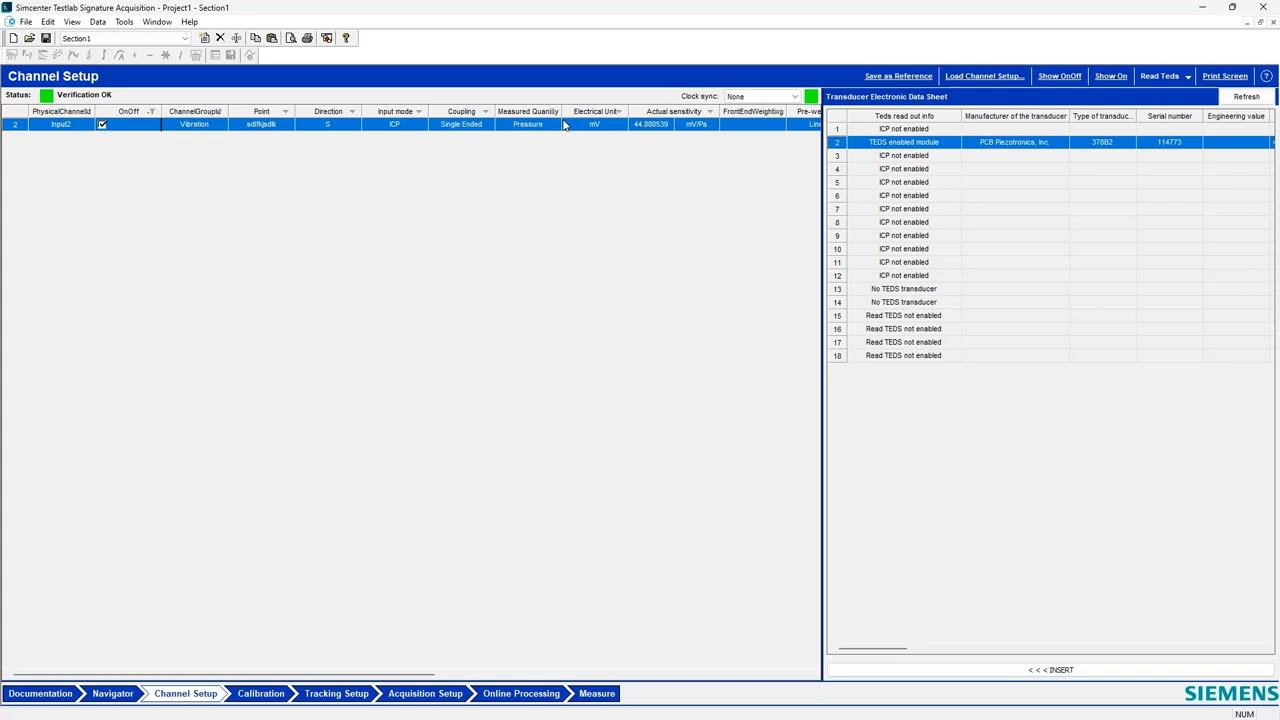 Simcenter Testlab Signature Acquisition - Project1 - Section1
File Edit View Data Tools Window Help
Section1
Channel Setup
Save as Reference Load Channel Setup... Show OnOff Show On Read Teds Print Screen
Status: Verification OK
Clock sync: None
PhysicalChannelId OnOff ChannelGroupId Point Direction Input mode Coupling Measured Quantity Electrical Unit Actual sensitivity FrontEndWeighting Pre-we
2 Input2 Vibration sdlfkjsdlk S ICP Single Ended Pressure mV 44.880539 mV/Pa Line
Transducer Electronic Data Sheet
Refresh
Teds read out info Manufacturer of the transducer Type of transduc... Serial number Engineering value
1 ICP not enabled
2 TEDS enabled module PCB Piezotronics, Inc. 378B2 114773
3 ICP not enabled
4 ICP not enabled
5 ICP not enabled
6 ICP not enabled
7 ICP not enabled
8 ICP not enabled
9 ICP not enabled
10 ICP not enabled
11 ICP not enabled
12 ICP not enabled
13 No TEDS transducer
14 No TEDS transducer
15 Read TEDS not enabled
16 Read TEDS not enabled
17 Read TEDS not enabled
18 Read TEDS not enabled
< < < INSERT
Documentation Navigator Channel Setup Calibration Tracking Setup Acquisition Setup Online Processing Measure
SIEMENS
NUM